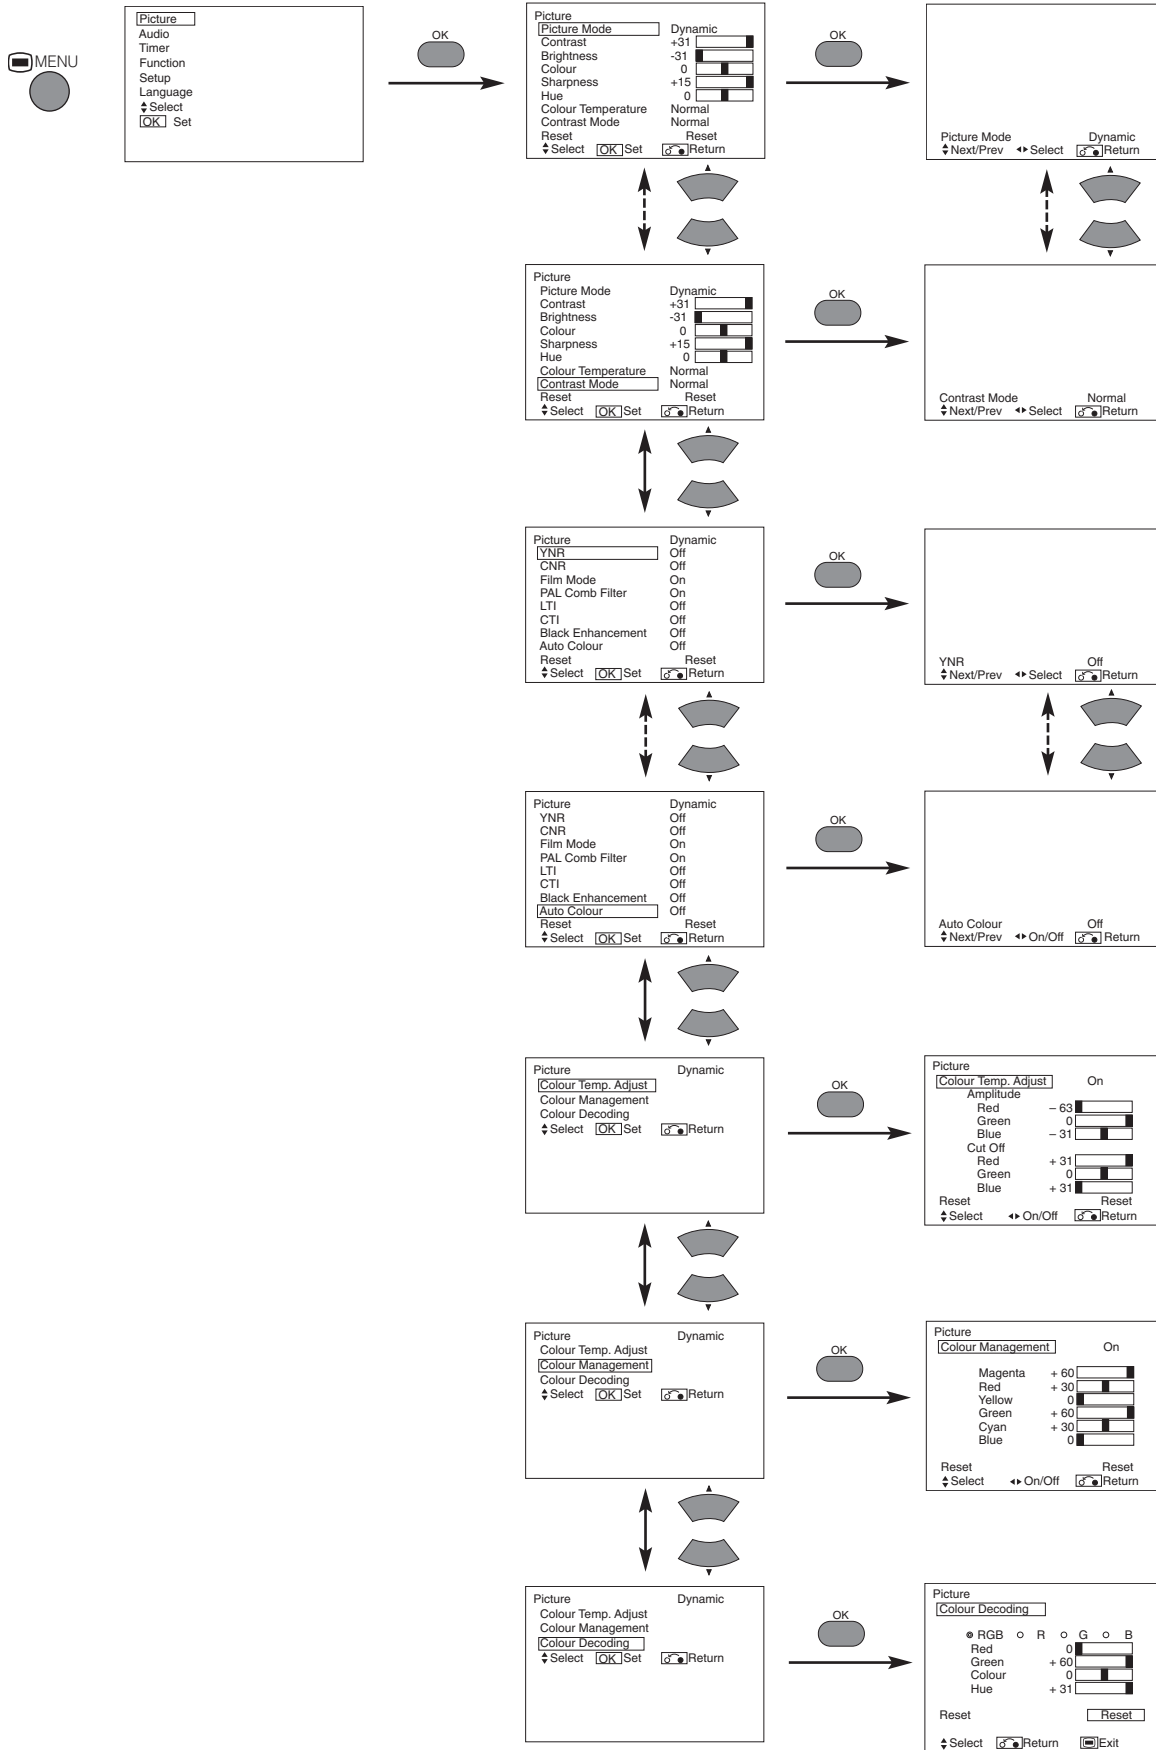 MENU
Picture
Audio
Timer
Function
Setup
Language
Select
OK Set
OK
Picture
Picture Mode Dynamic
Contrast +31
Brightness -31
Colour 0
Sharpness +15
Hue 0
Colour Temperature Normal
Contrast Mode Normal
Reset Reset
Select OK Set Return
OK
Picture Mode Dynamic
Next/Prev Select Return
Picture
Picture Mode Dynamic
Contrast +31
Brightness -31
Colour 0
Sharpness +15
Hue 0
Colour Temperature Normal
Contrast Mode Normal
Reset Reset
Select OK Set Return
OK
Contrast Mode Normal
Next/Prev Select Return
Picture Dynamic
YNR Off
CNR Off
Film Mode On
PAL Comb Filter On
LTI Off
CTI Off
Black Enhancement Off
Auto Colour Off
Reset Reset
Select OK Set Return
OK
YNR Off
Next/Prev Select Return
Picture Dynamic
YNR Off
CNR Off
Film Mode On
PAL Comb Filter On
LTI Off
CTI Off
Black Enhancement Off
Auto Colour Off
Reset Reset
Select OK Set Return
OK
Auto Colour Off
Next/Prev On/Off Return
Picture Dynamic
Colour Temp. Adjust
Colour Management
Colour Decoding
Select OK Set Return
OK
Picture
Colour Temp. Adjust On
Amplitude
Red – 63
Green 0
Blue – 31
Cut Off
Red + 31
Green 0
Blue + 31
Reset Reset
Select On/Off Return
Picture Dynamic
Colour Temp. Adjust
Colour Management
Colour Decoding
Select OK Set Return
OK
Picture
Colour Management On
Magenta + 60
Red + 30
Yellow 0
Green + 60
Cyan + 30
Blue 0
Reset Reset
Select On/Off Return
Picture Dynamic
Colour Temp. Adjust
Colour Management
Colour Decoding
Select OK Set Return
OK
Picture
Colour Decoding
RGB R G B
Red 0
Green + 60
Colour 0
Hue + 31
Reset Reset
Select Return Exit